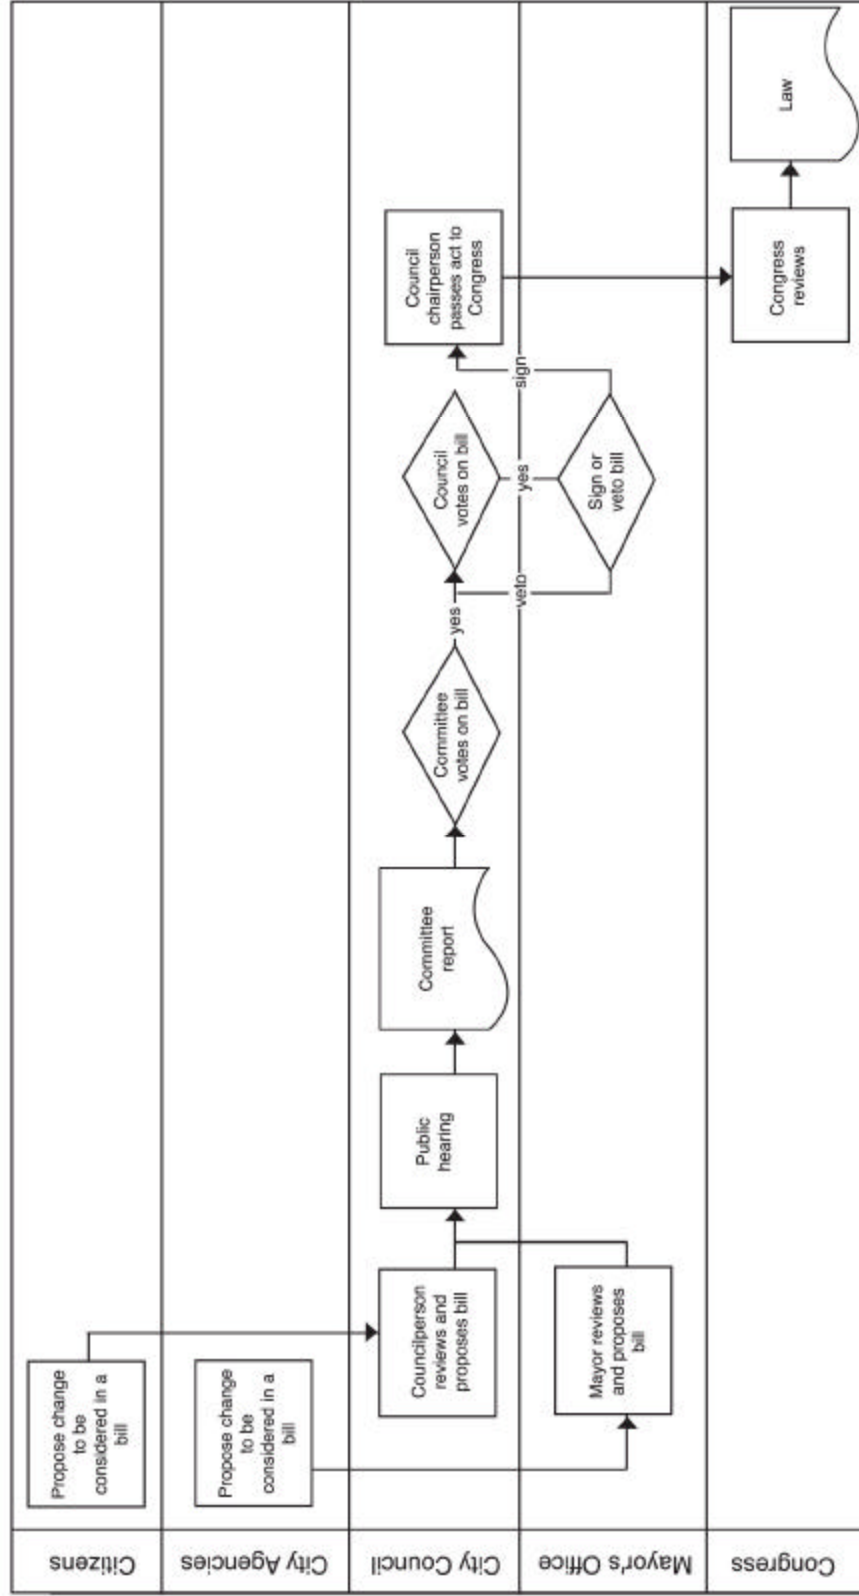 Citizens
Propose change
to be
considered in a
bill
City Agencies
Propose change
to be
considered in a
bill
City Council
Councilperson
reviews and
proposes bill
Public
hearing
Committee
report
Committee
votes on bill
yes
Council
votes on bill
Council
chairperson
passes act to
Congress
veto
yes
sign
Mayor's Office
Mayor reviews
and proposes
bill
Sign or
veto bill
Congress
Congress
reviews
Law